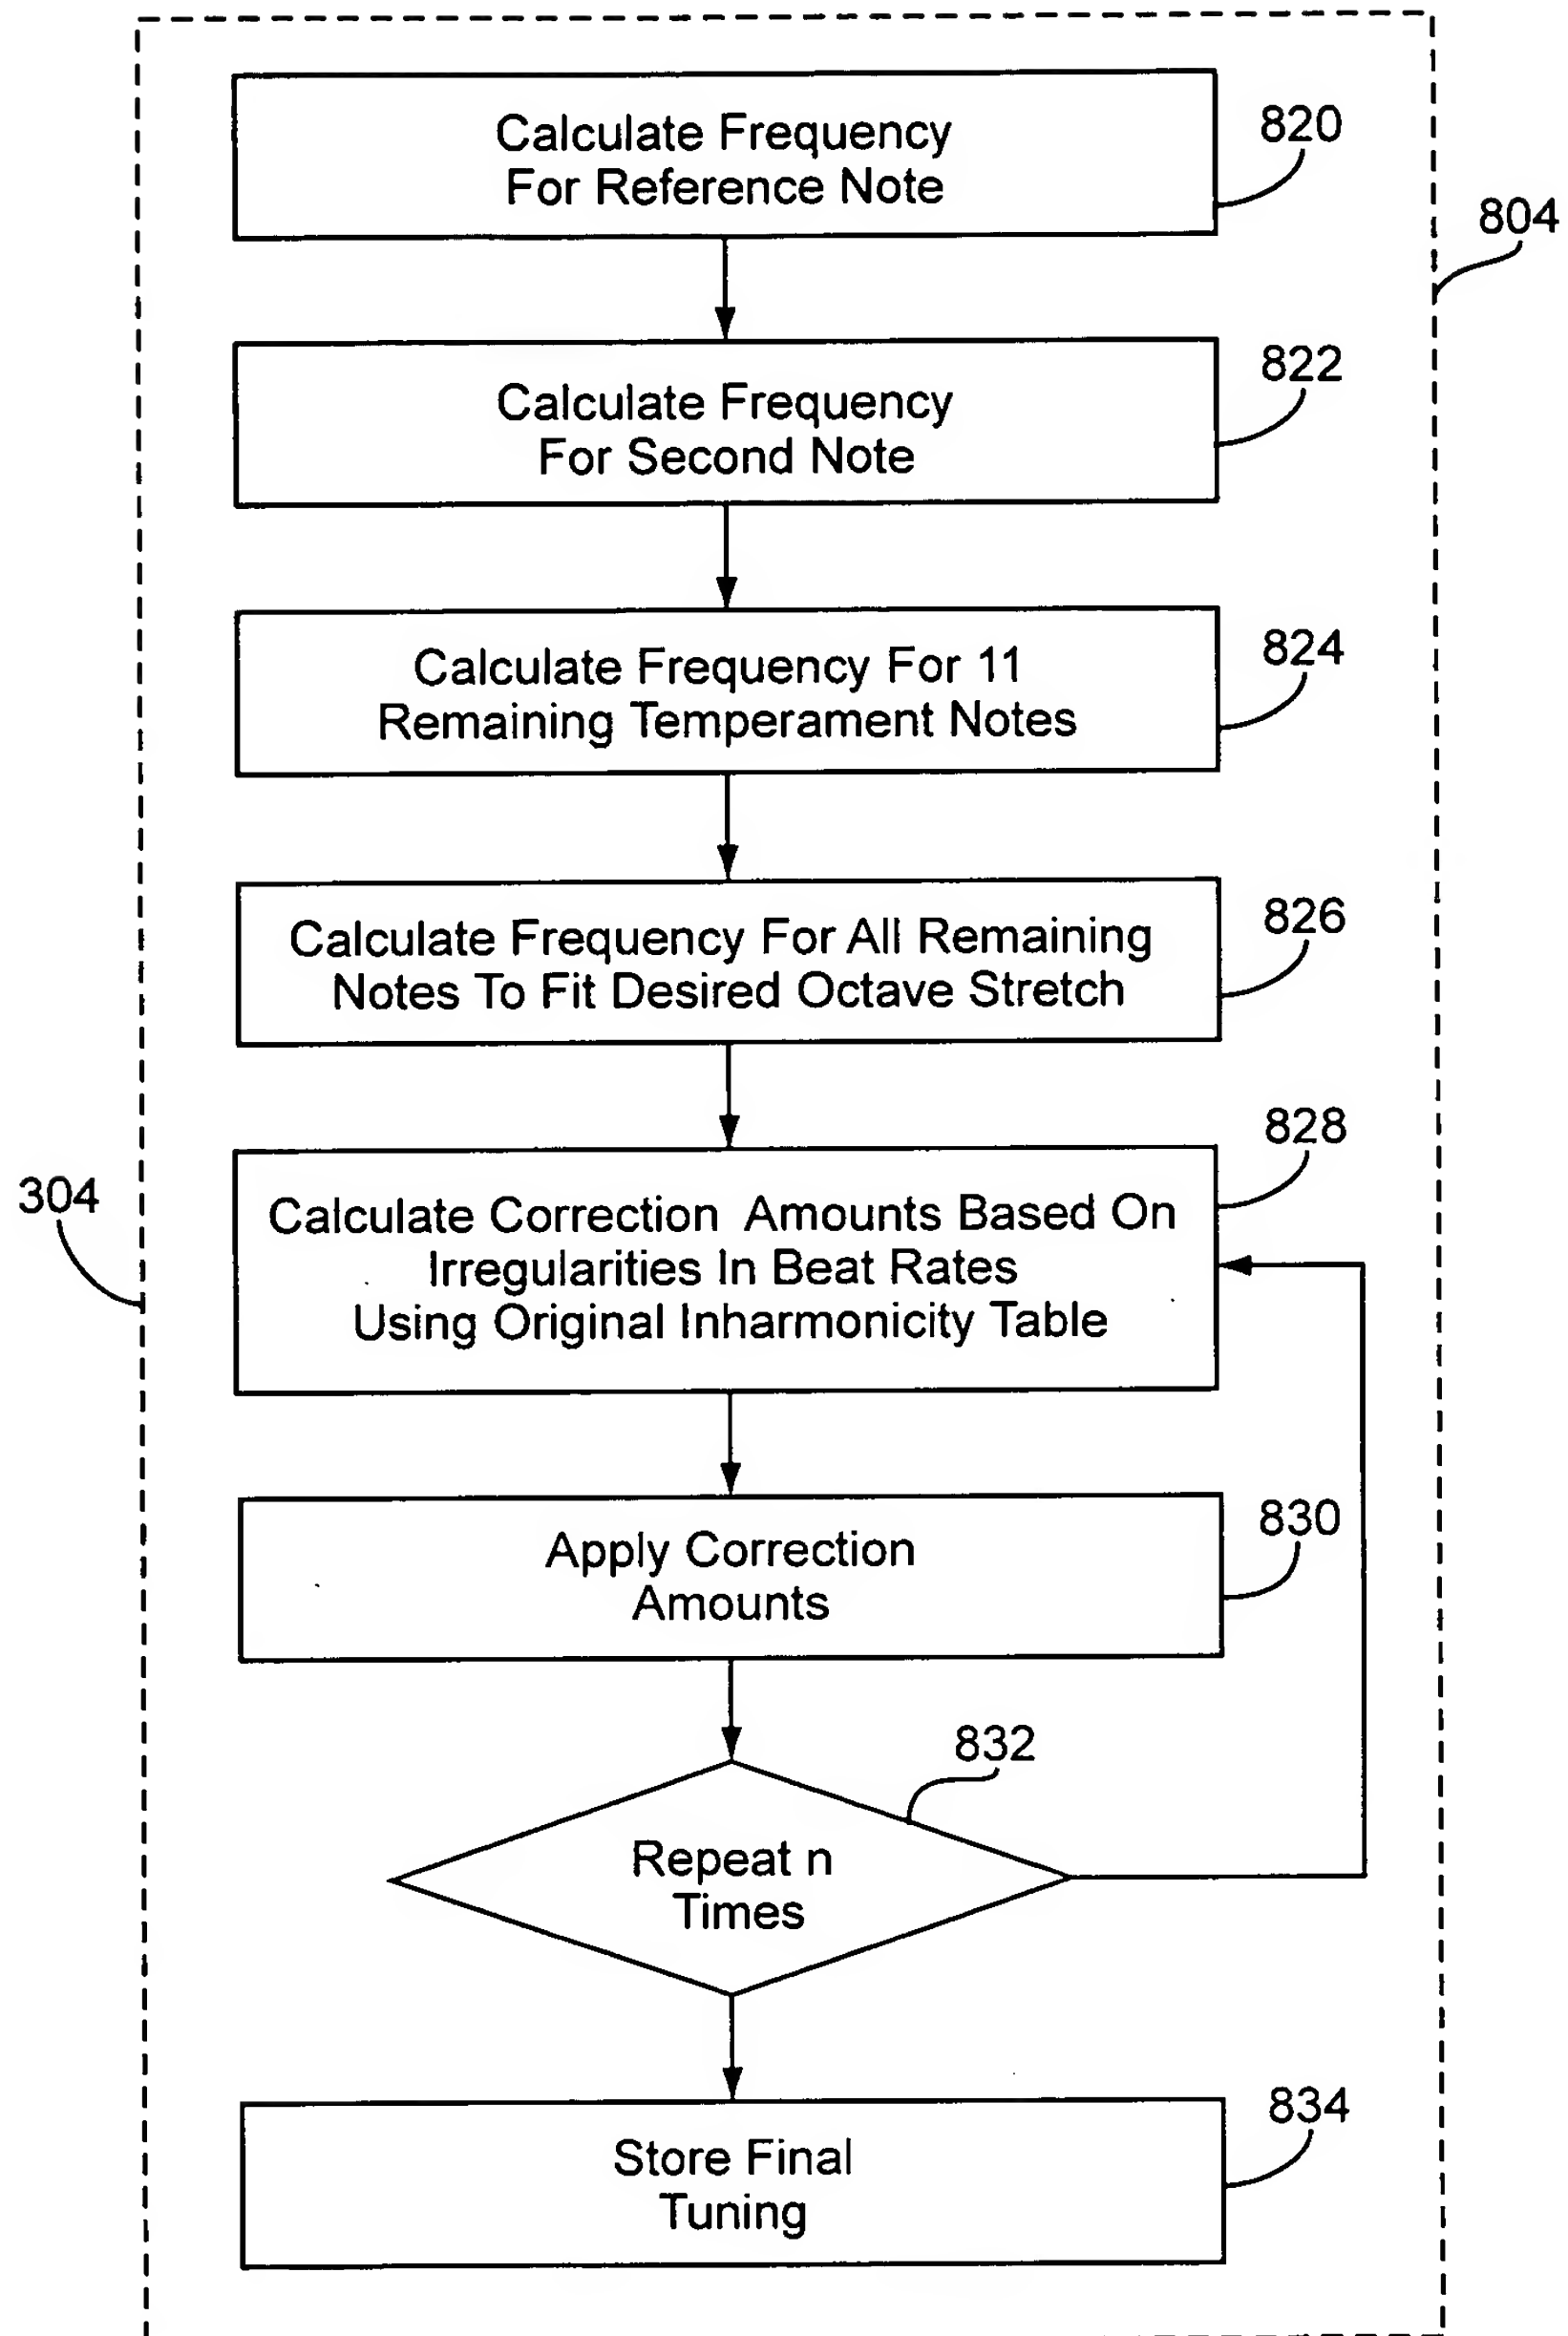 Calculate Frequency
For Reference Note
820
804
Calculate Frequency
For Second Note
822
Calculate Frequency For 11
Remaining Temperament Notes
824
Calculate Frequency For All Remaining
Notes To Fit Desired Octave Stretch
826
304
Calculate Correction Amounts Based On
Irregularities In Beat Rates
Using Original Inharmonicity Table
828
Apply Correction
Amounts
830
Repeat n
Times
832
Store Final
Tuning
834